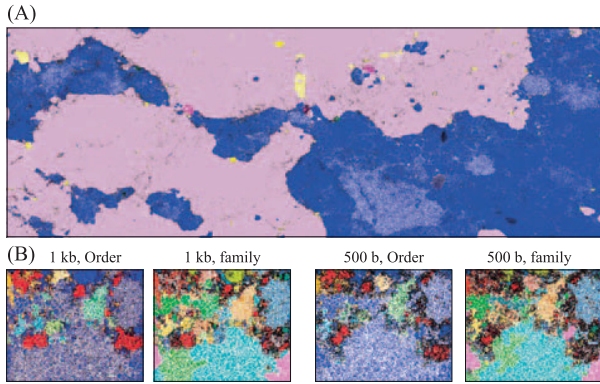 (A)
(B)
1 kb, Order
1 kb, family
500 b, Order
500 b, family